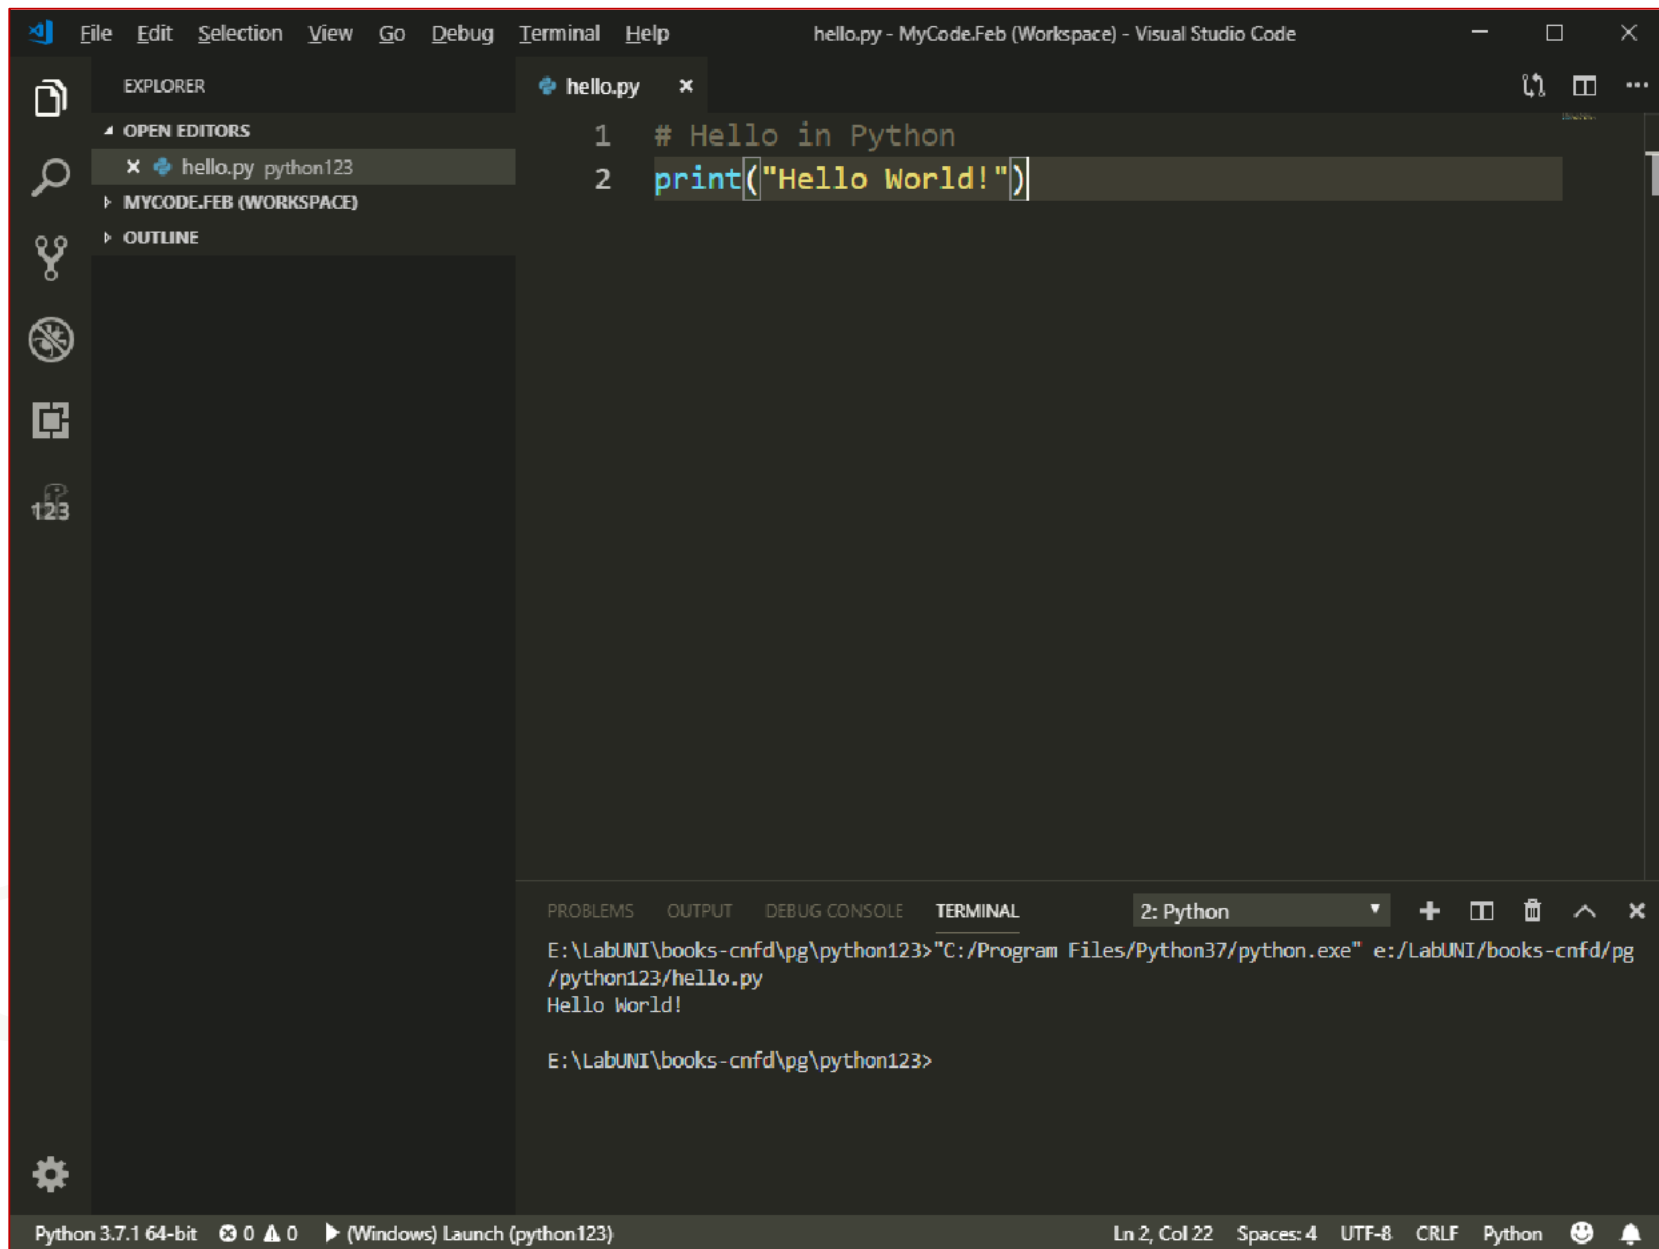 File Edit Selection View Go Debug Terminal Help hello.py - MyCode.Feb (Workspace) - Visual Studio Code
EXPLORER
OPEN EDITORS
hello.py python123
MYCODE.FEB (WORKSPACE)
OUTLINE
123
hello.py
1 # Hello in Python
2 print("Hello World!")
PROBLEMS OUTPUT DEBUG CONSOLE TERMINAL 2: Python
E:\LabUNI\books-cnfd\pg\python123>"C:/Program Files/Python37/python.exe" e:/LabUNI/books-cnfd/pg
/python123/hello.py
Hello World!
E:\LabUNI\books-cnfd\pg\python123>
Python 3.7.1 64-bit 0 0 (Windows) Launch (python123) Ln 2, Col 22 Spaces: 4 UTF-8 CRLF Python